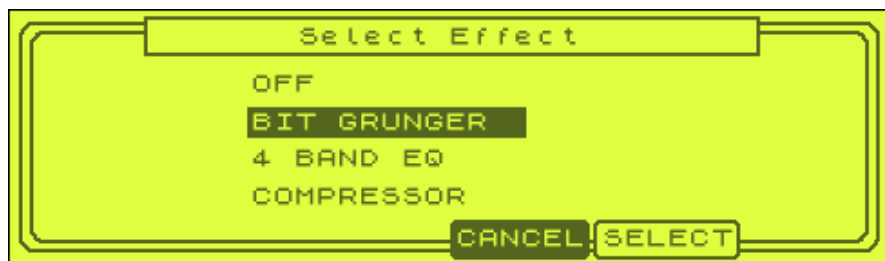 Select Effect
OFF
BIT GRUNGER
4 BAND EQ
COMPRESSOR
CANCEL SELECT